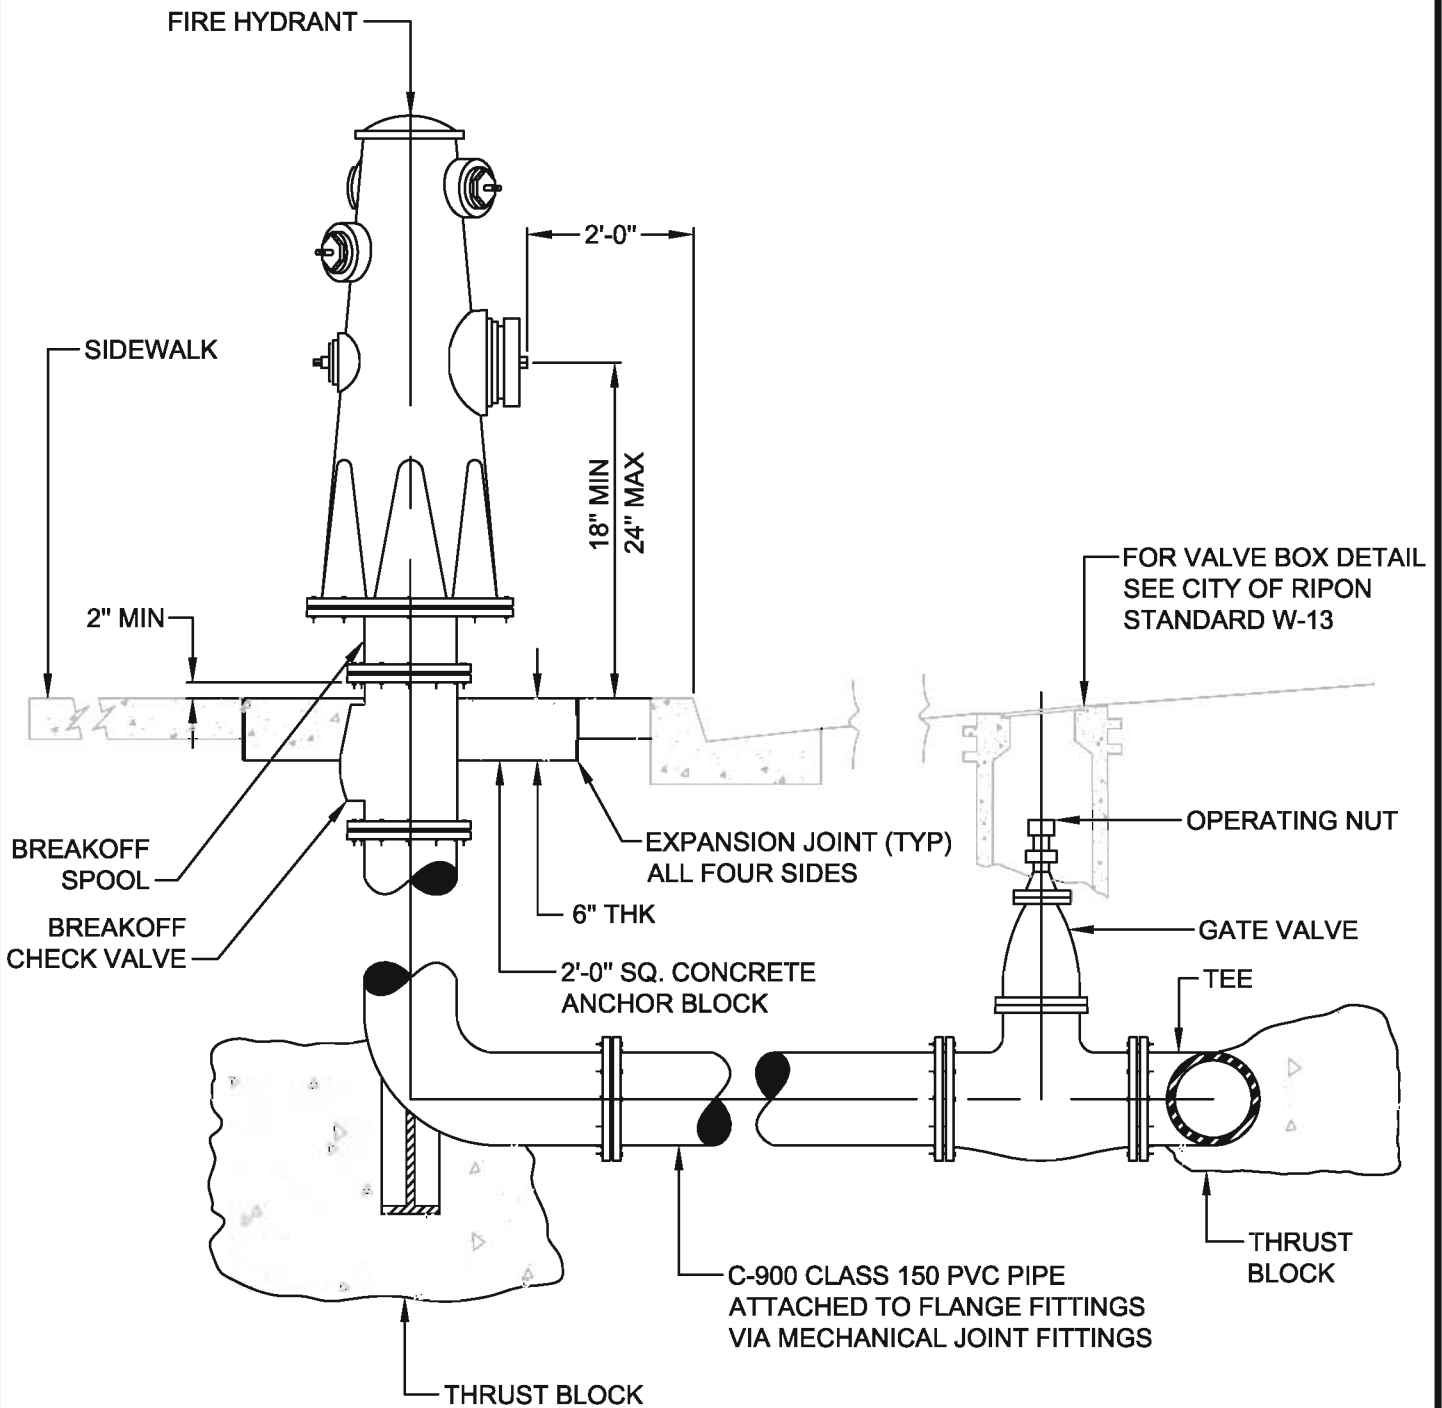 FIRE HYDRANT
2'-0"
SIDEWALK
18" MIN
24" MAX
FOR VALVE BOX DETAIL
SEE CITY OF RIPON
STANDARD W-13
2" MIN
OPERATING NUT
BREAKOFF
SPOOL
EXPANSION JOINT (TYP)
ALL FOUR SIDES
6" THK
BREAKOFF
CHECK VALVE
GATE VALVE
2'-0" SQ. CONCRETE
ANCHOR BLOCK
TEE
THRUST
BLOCK
C-900 CLASS 150 PVC PIPE
ATTACHED TO FLANGE FITTINGS
VIA MECHANICAL JOINT FITTINGS
THRUST BLOCK